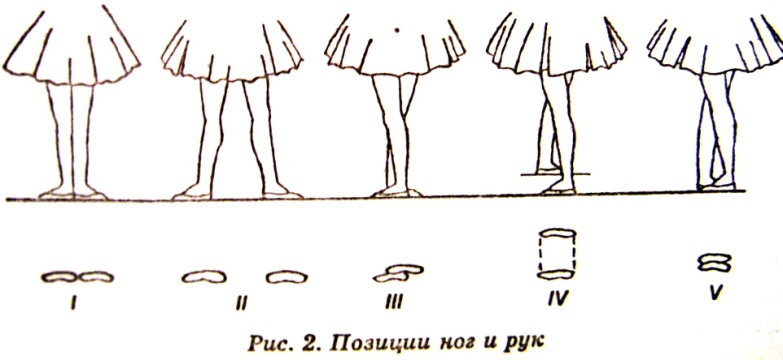 I II III IV V
Рис. 2. Позиции ног и рук